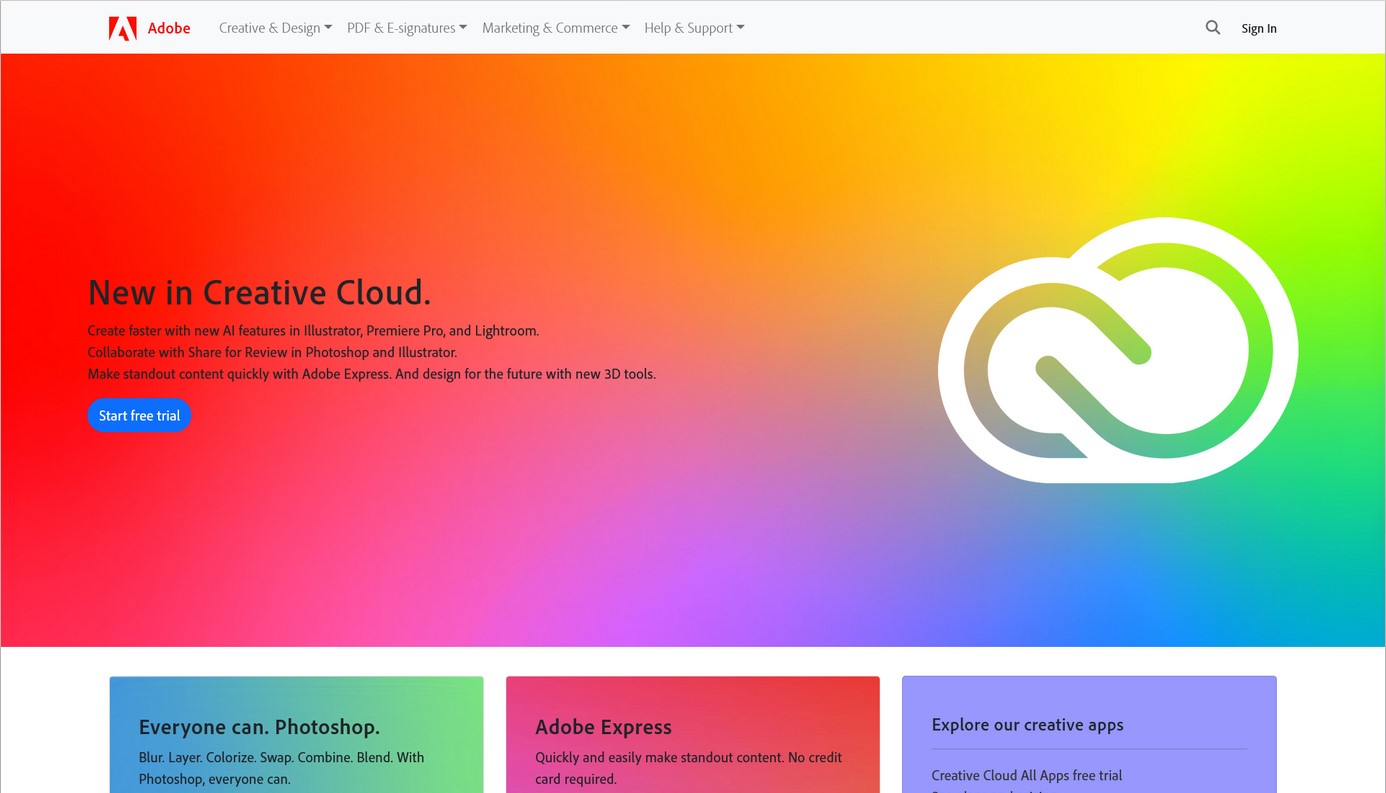 Adobe
Creative & Design
PDF & E-signatures
Marketing & Commerce
Help & Support
Sign In
New in Creative Cloud.
Create faster with new AI features in Illustrator, Premiere Pro, and Lightroom.
Collaborate with Share for Review in Photoshop and Illustrator.
Make standout content quickly with Adobe Express. And design for the future with new 3D tools.
Start free trial
Everyone can. Photoshop.
Blur. Layer. Colorize. Swap. Combine. Blend. With
Photoshop, everyone can.
Adobe Express
Quickly and easily make standout content. No credit
card required.
Explore our creative apps
Creative Cloud All Apps free trial